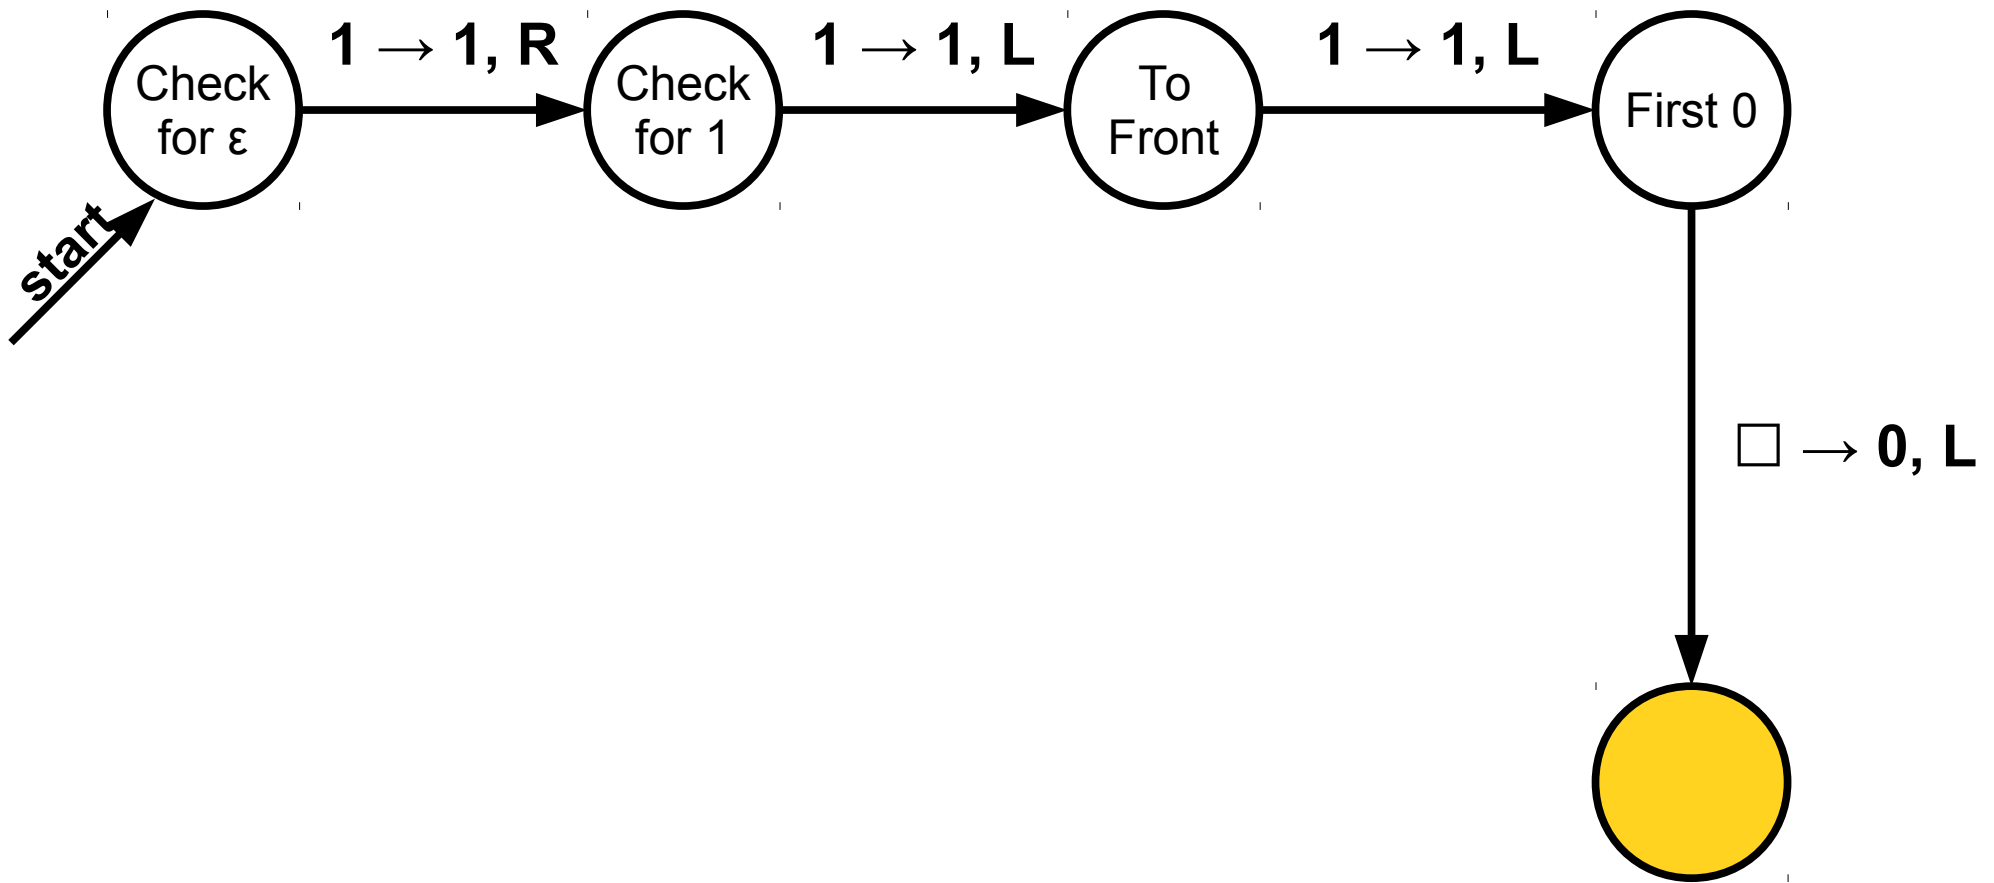 1 → 1, R
1 → 1, L
1 → 1, L
Check
for ε
Check
for 1
To
Front
First 0
start
□ → 0, L